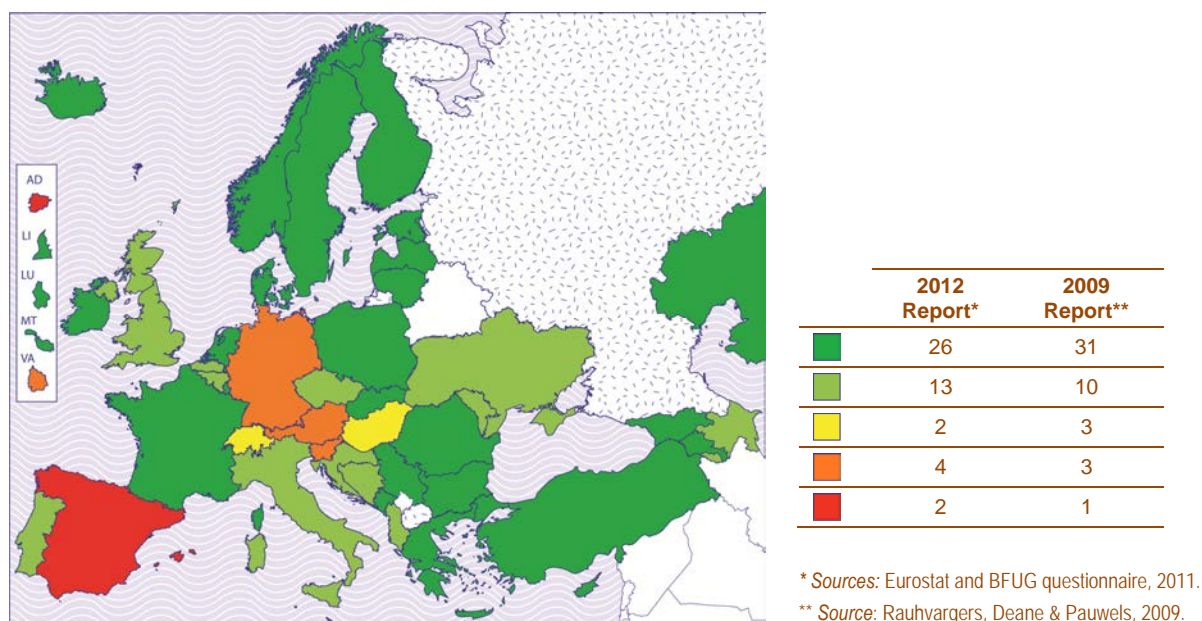 AD
LI
LU
MT
VA
2012 Report* 2009 Report**
26 31
13 10
2 3
4 3
2 1
* Sources: Eurostat and BFUG questionnaire, 2011.
** Source: Rauhvargers, Deane & Pauwels, 2009.